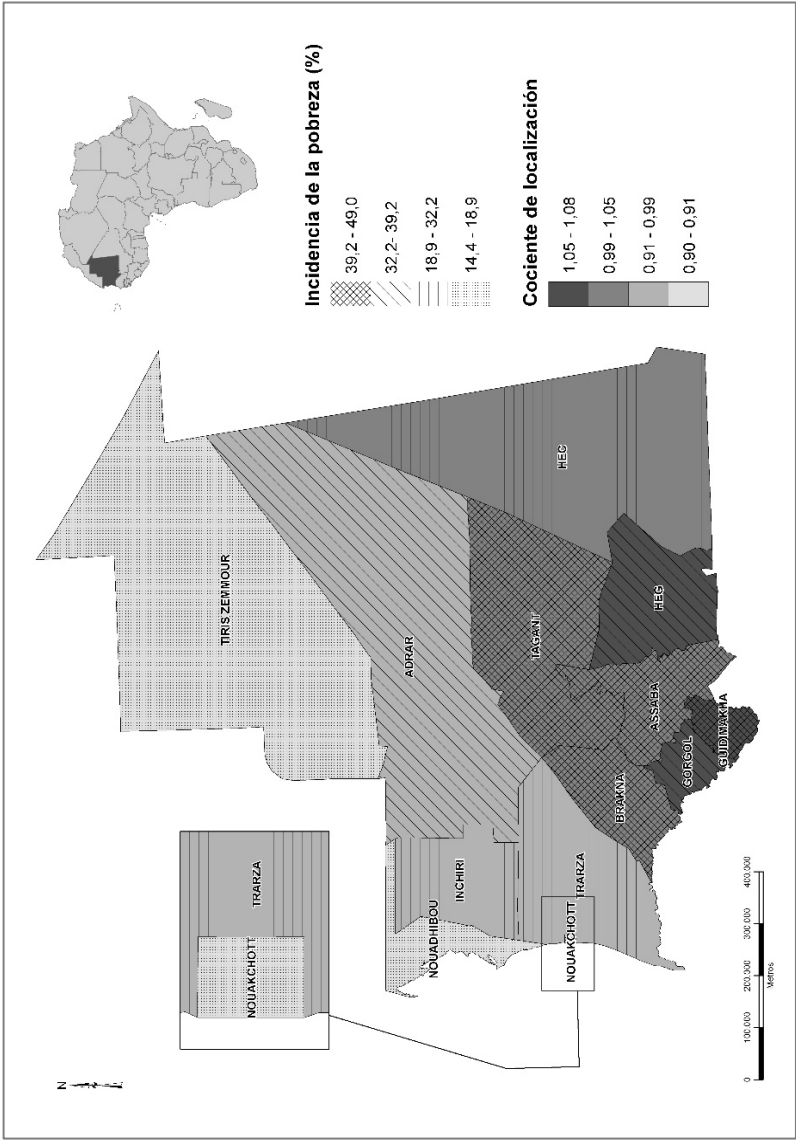 N
NOUAKCHOTT
TRARZA
TIRIS ZEMMOUR
ADRAR
NOUADHIBOU
INCHIRI
NOUAKCHOTT
TRARZA
TAGANT
HEC
BRAKNA
ASSABA
HEG
GORGOL
GUIDIMAKHA
0 100.000 200.000 300.000 400.000
Metros
Incidencia de la pobreza (%)
39,2 - 49,0
32,2- 39,2
18,9 - 32,2
14,4 - 18,9
Cociente de localización
1,05 - 1,08
0,99 - 1,05
0,91 - 0,99
0,90 - 0,91